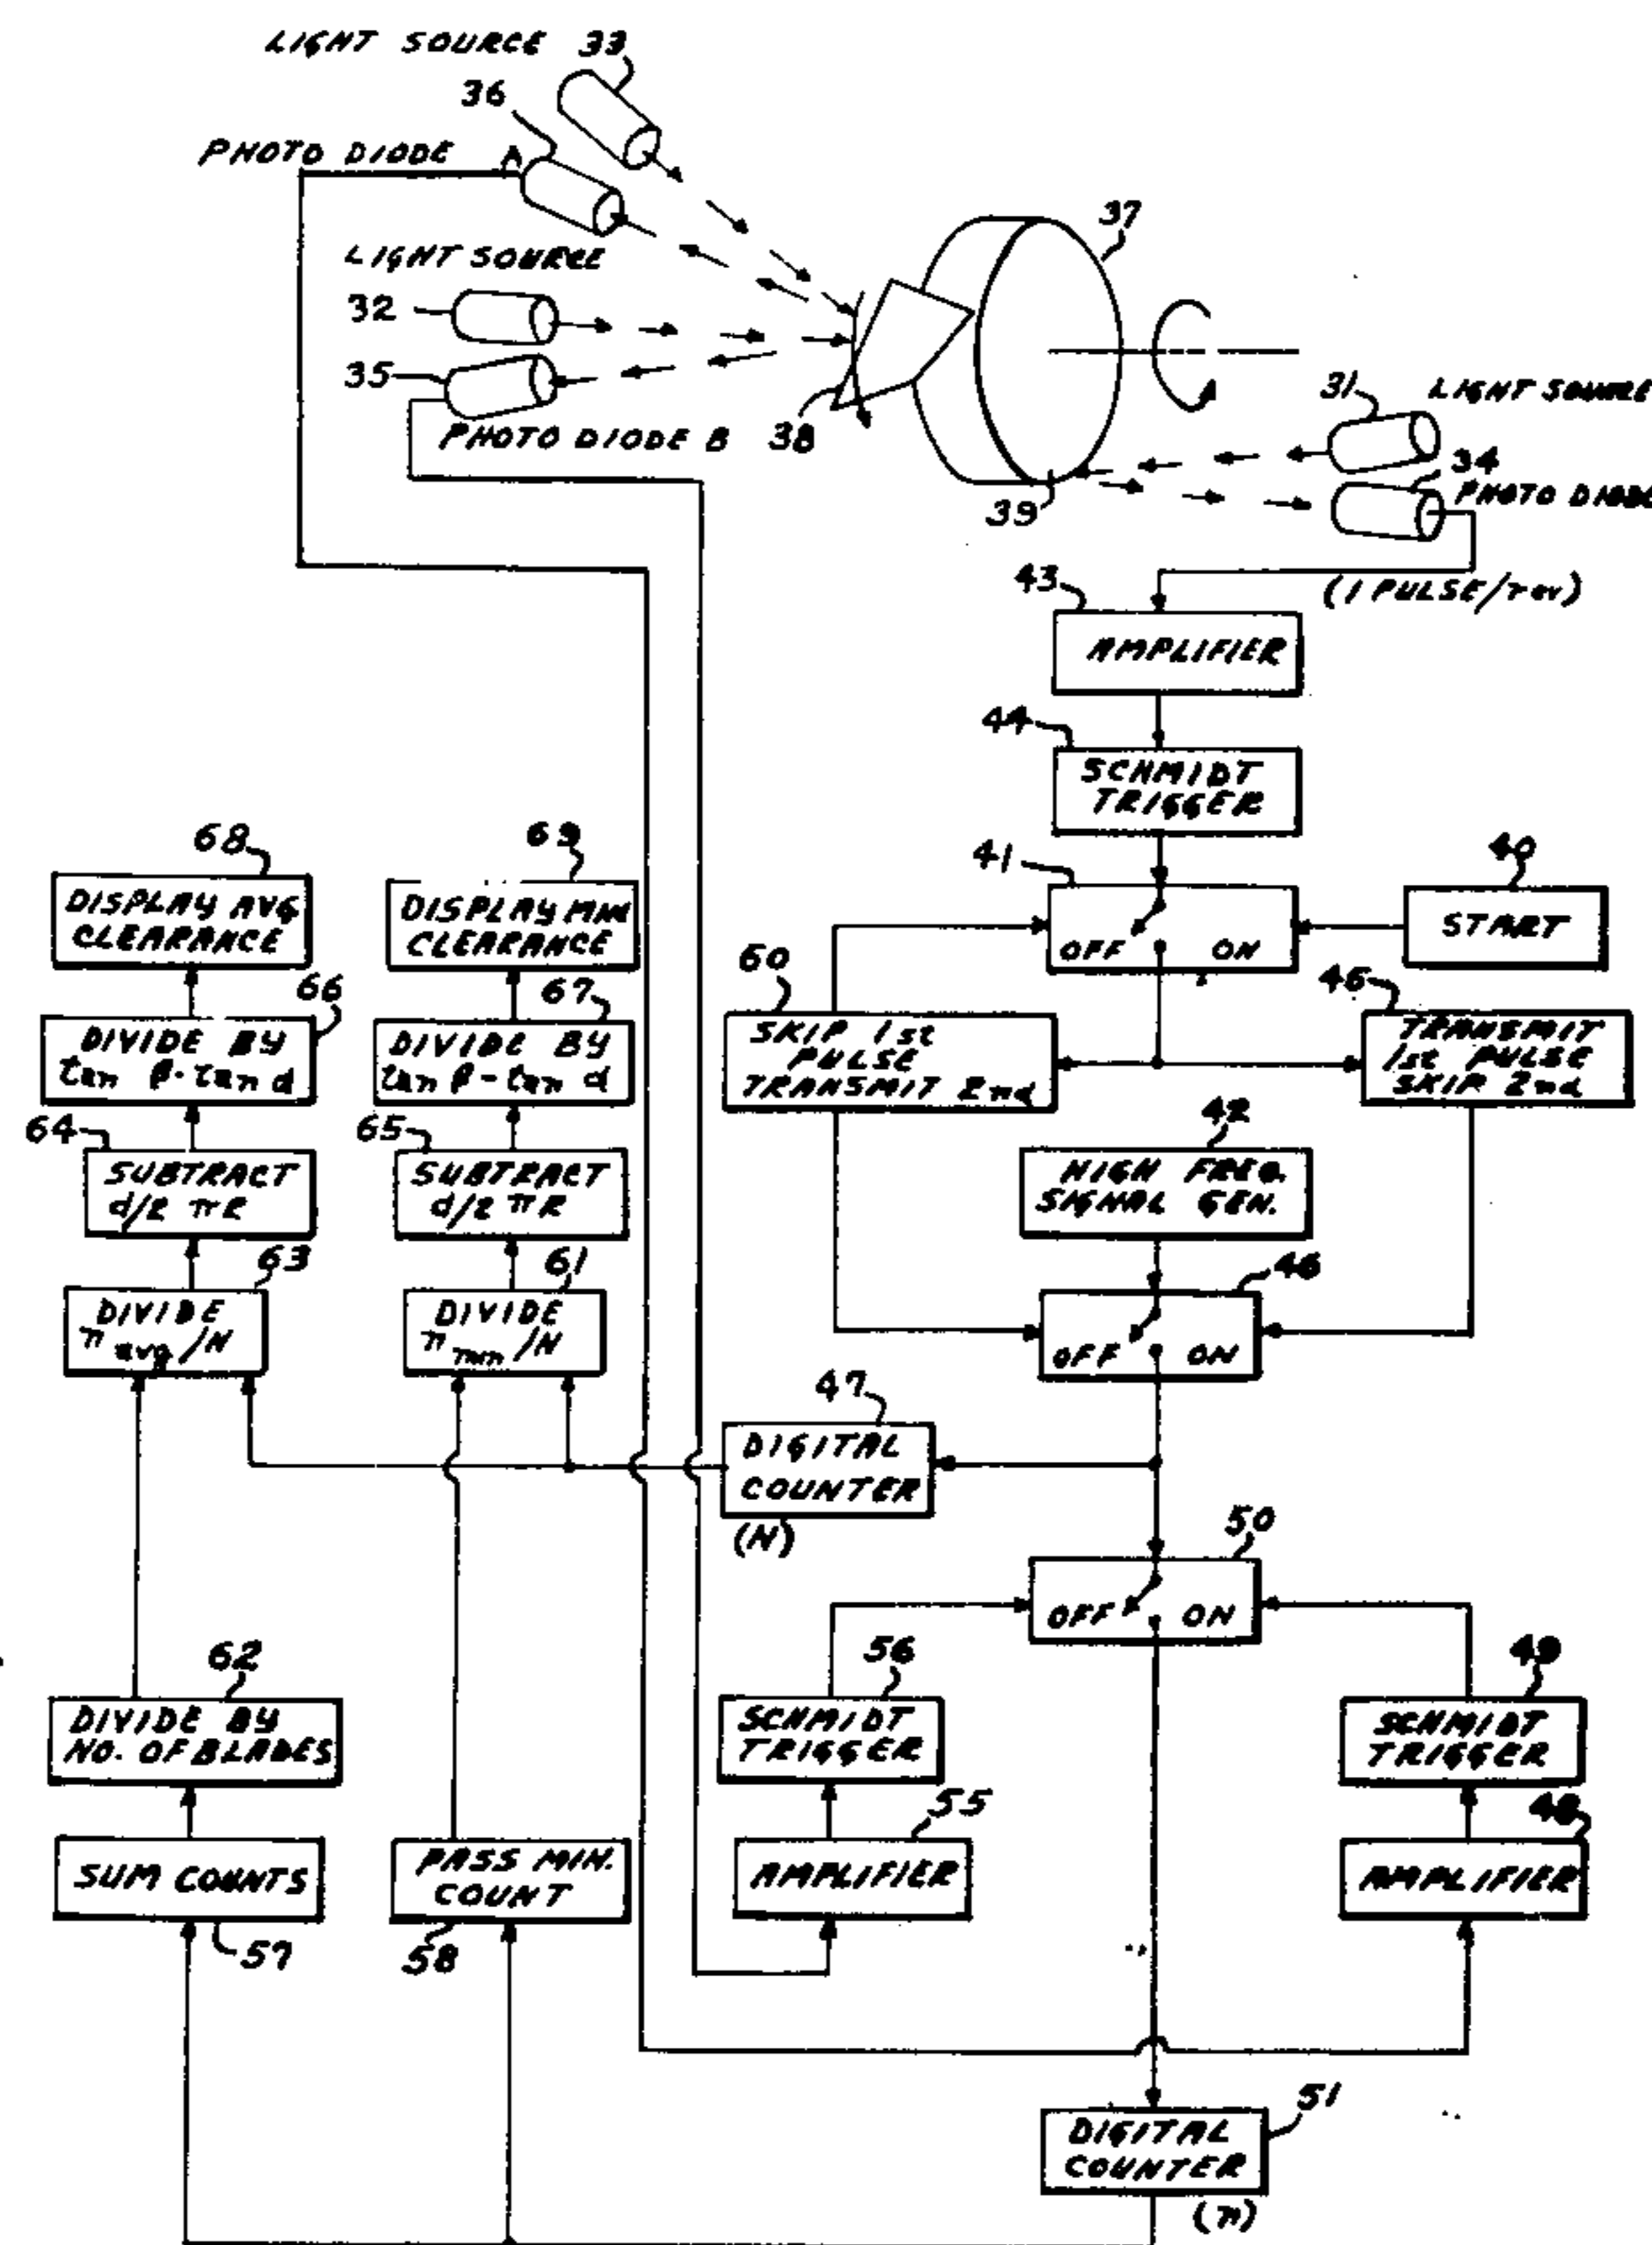 LIGHT SOURCE 33
36
PHOTO DIODE A
LIGHT SOURCE
32
35
PHOTO DIODE B 38
37
31 LIGHT SOURCE
34
PHOTO DIODE
39
(1 PULSE/rev)
43
AMPLIFIER
44
SCHMIDT
TRIGGER
41
OFF ON
40
START
60
SKIP 1st
PULSE
TRANSMIT 2nd
45
TRANSMIT
1st PULSE
SKIP 2nd
42
HIGH FREQ.
SIGNAL GEN.
46
OFF ON
47
DIGITAL
COUNTER
(N)
50
OFF ON
68
DISPLAY AVG
CLEARANCE
69
DISPLAY MIN
CLEARANCE
66
DIVIDE BY
tan β-tan d
67
DIVIDE BY
tan β-tan d
64
SUBTRACT
d/2 πR
65
SUBTRACT
d/2 πR
63
DIVIDE
n avg/N
61
DIVIDE
n min/N
62
DIVIDE BY
NO. OF BLADES
56
SCHMIDT
TRIGGER
49
SCHMIDT
TRIGGER
SUM COUNTS
57
PASS MIN.
COUNT
58
55
AMPLIFIER
48
AMPLIFIER
51
DIGITAL
COUNTER
(n)